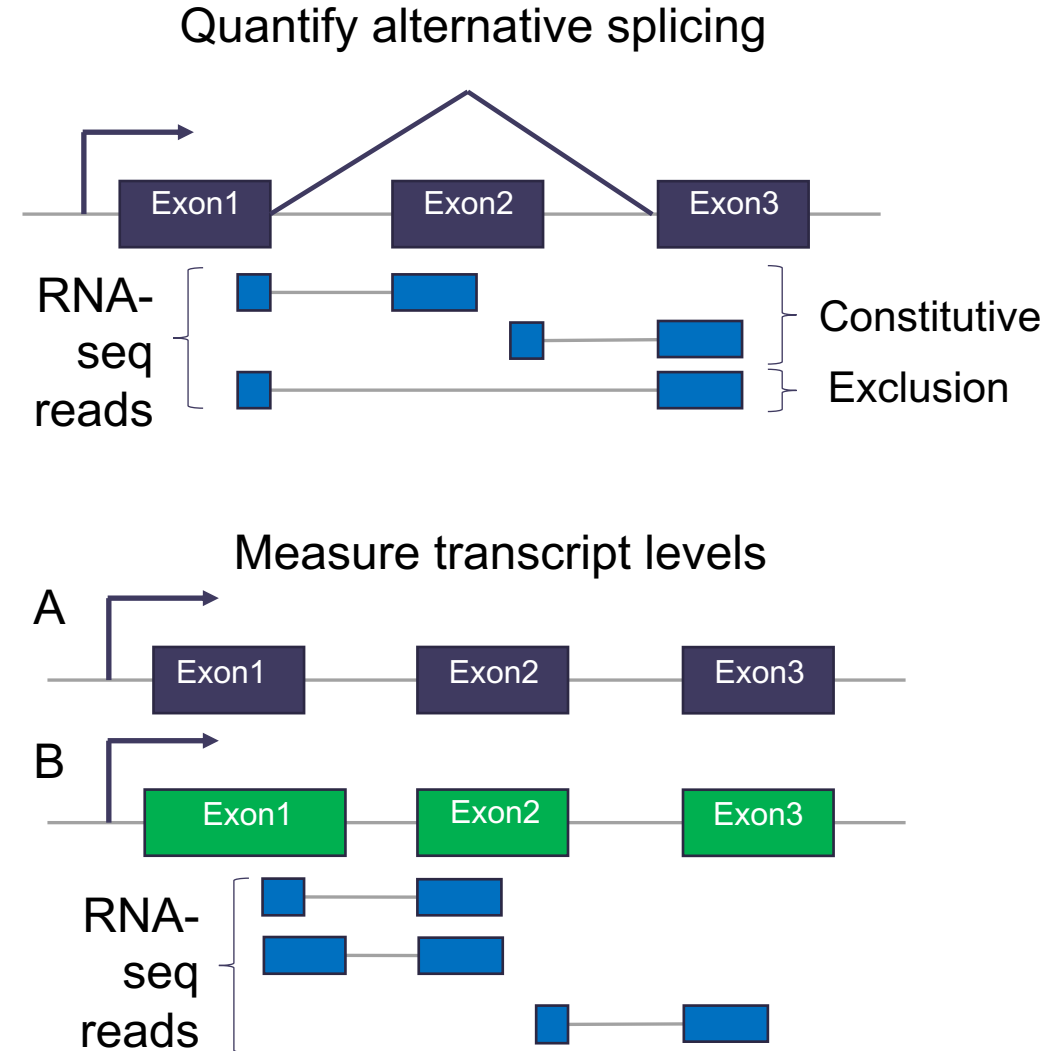 Quantify alternative splicing
Exon1 Exon2 Exon3
RNA-
seq
reads
Constitutive
Exclusion
Measure transcript levels
A
Exon1 Exon2 Exon3
B
Exon1 Exon2 Exon3
RNA-
seq
reads